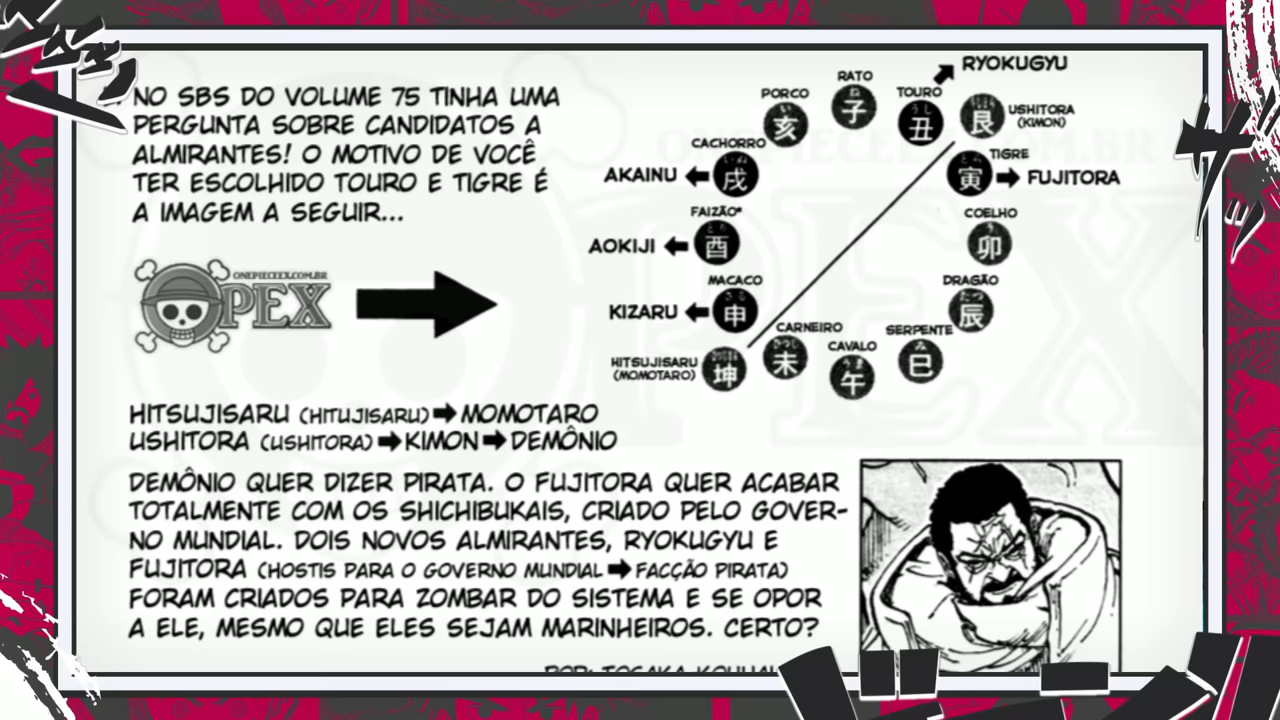 NO SBS DO VOLUME 75 TINHA UMA
PERGUNTA SOBRE CANDIDATOS A
ALMIRANTES! O MOTIVO DE VOCÊ
TER ESCOLHIDO TOURO E TIGRE É
A IMAGEM A SEGUIR...
ONEPIECEEX.COM.BR
PEX
RYOKUGYU
RATO
子
TOURO
丑
PORCO
亥
艮
USHITORA
(KIMON)
CACHORRO
戌
AKAINU
TIGRE
寅
FUJITORA
FAIZÃO*
酉
AOKIJI
COELHO
卯
MACACO
申
KIZARU
DRAGÃO
辰
CARNEIRO
未
CAVALO
午
SERPENTE
巳
HITSUJISARU
(MOMOTARO)
坤
HITSUJISARU (HITUJISARU) ➡ MOMOTARO
USHITORA (USHITORA) ➡ KIMON ➡ DEMÔNIO
DEMÔNIO QUER DIZER PIRATA. O FUJITORA QUER ACABAR
TOTALMENTE COM OS SHICHIBUKAIS, CRIADO PELO GOVER-
NO MUNDIAL. DOIS NOVOS ALMIRANTES, RYOKUGYU E
FUJITORA (HOSTIS PARA O GOVERNO MUNDIAL ➡ FACÇÃO PIRATA)
FORAM CRIADOS PARA ZOMBAR DO SISTEMA E SE OPOR
A ELE, MESMO QUE ELES SEJAM MARINHEIROS. CERTO?